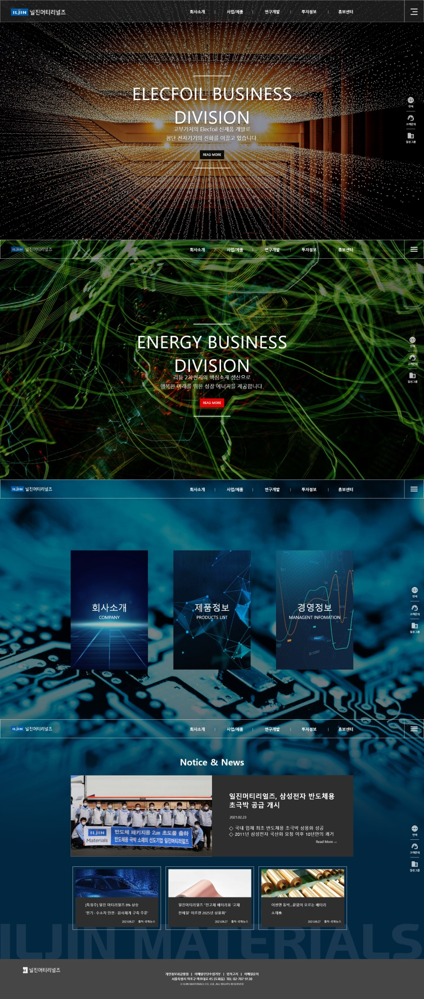 ILJIN 일진머티리얼즈
회사소개 | 사업/제품 | 연구개발 | 투자정보 | 홍보센터
ELECFOIL BUSINESS
DIVISION
고부가가치의 Elecfoil 신제품 개발로
첨단 전자기기의 진화를 이끌고 있습니다.
READ MORE
언어
고객문의
일진그룹
ILJIN 일진머티리얼즈
회사소개 | 사업/제품 | 연구개발 | 투자정보 | 홍보센터
ENERGY BUSINESS
DIVISION
리튬 2차전지의 핵심소재 생산으로
행복한 미래를 위한 성장 에너지를 제공합니다.
READ MORE
언어
고객문의
일진그룹
ILJIN 일진머티리얼즈
회사소개 | 사업/제품 | 연구개발 | 투자정보 | 홍보센터
회사소개
COMPANY
제품정보
PRODUCTS LIST
경영정보
MANAGENT INFOMATION
언어
고객문의
일진그룹
ILJIN 일진머티리얼즈
회사소개 | 사업/제품 | 연구개발 | 투자정보 | 홍보센터
Notice & News
ILJIN
Materials
반도체 패키지용 2㎛ 초도품 출하
반도체용 극박 소재의 선도기업 일진머티리얼즈
일진머티리얼즈, 삼성전자 반도체용
초극박 공급 개시
2021.02.23
◇ 국내 업체 최초 반도체용 초극박 상용화 성공
◇ 2011년 삼성전자 국산화 요청 이후 10년만의 쾌거
Read More →
언어
고객문의
일진그룹
[특징주] 일진 머티리얼즈 8% 상승
'전기 · 수소차 안전 · 검사체계 구축 주문'
2021.09.27 출처-국제뉴스
일진머티리얼즈 "전고체 배터리용 '고체
전해질' 이르면 2025년 상용화"
2021.09.27 출처-국제뉴스
이번엔 동박...끝없이 오르는 배터리
소재株
2021.09.27 출처-국제뉴스
ILJIN MATERIALS
일진머티리얼즈
개인정보취급방침 | 이메일무단수집거부 | 법적고지 | 이메일문의
서울특별시 마포구 마포대로 45 (도화동) TEL: 02-707-9130
© ILJIN MATERIALS CO, Ltd, ALL RIGHTS RESERVED